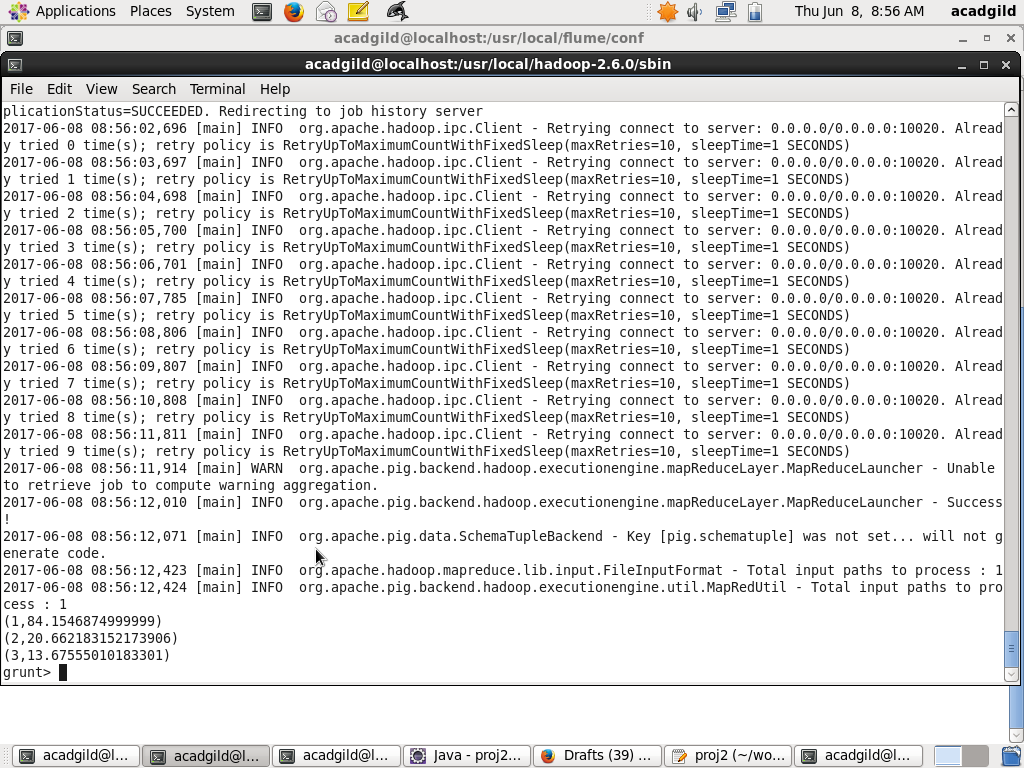 Applications Places System Thu Jun 8, 8:56 AM acadgild
acadgild@localhost:/usr/local/flume/conf
acadgild@localhost:/usr/local/hadoop-2.6.0/sbin
File Edit View Search Terminal Help
plicationStatus=SUCCEEDED. Redirecting to job history server
2017-06-08 08:56:02,696 [main] INFO  org.apache.hadoop.ipc.Client - Retrying connect to server: 0.0.0.0/0.0.0.0:10020. Alread
y tried 0 time(s); retry policy is RetryUpToMaximumCountWithFixedSleep(maxRetries=10, sleepTime=1 SECONDS)
2017-06-08 08:56:03,697 [main] INFO  org.apache.hadoop.ipc.Client - Retrying connect to server: 0.0.0.0/0.0.0.0:10020. Alread
y tried 1 time(s); retry policy is RetryUpToMaximumCountWithFixedSleep(maxRetries=10, sleepTime=1 SECONDS)
2017-06-08 08:56:04,698 [main] INFO  org.apache.hadoop.ipc.Client - Retrying connect to server: 0.0.0.0/0.0.0.0:10020. Alread
y tried 2 time(s); retry policy is RetryUpToMaximumCountWithFixedSleep(maxRetries=10, sleepTime=1 SECONDS)
2017-06-08 08:56:05,700 [main] INFO  org.apache.hadoop.ipc.Client - Retrying connect to server: 0.0.0.0/0.0.0.0:10020. Alread
y tried 3 time(s); retry policy is RetryUpToMaximumCountWithFixedSleep(maxRetries=10, sleepTime=1 SECONDS)
2017-06-08 08:56:06,701 [main] INFO  org.apache.hadoop.ipc.Client - Retrying connect to server: 0.0.0.0/0.0.0.0:10020. Alread
y tried 4 time(s); retry policy is RetryUpToMaximumCountWithFixedSleep(maxRetries=10, sleepTime=1 SECONDS)
2017-06-08 08:56:07,785 [main] INFO  org.apache.hadoop.ipc.Client - Retrying connect to server: 0.0.0.0/0.0.0.0:10020. Alread
y tried 5 time(s); retry policy is RetryUpToMaximumCountWithFixedSleep(maxRetries=10, sleepTime=1 SECONDS)
2017-06-08 08:56:08,806 [main] INFO  org.apache.hadoop.ipc.Client - Retrying connect to server: 0.0.0.0/0.0.0.0:10020. Alread
y tried 6 time(s); retry policy is RetryUpToMaximumCountWithFixedSleep(maxRetries=10, sleepTime=1 SECONDS)
2017-06-08 08:56:09,807 [main] INFO  org.apache.hadoop.ipc.Client - Retrying connect to server: 0.0.0.0/0.0.0.0:10020. Alread
y tried 7 time(s); retry policy is RetryUpToMaximumCountWithFixedSleep(maxRetries=10, sleepTime=1 SECONDS)
2017-06-08 08:56:10,808 [main] INFO  org.apache.hadoop.ipc.Client - Retrying connect to server: 0.0.0.0/0.0.0.0:10020. Alread
y tried 8 time(s); retry policy is RetryUpToMaximumCountWithFixedSleep(maxRetries=10, sleepTime=1 SECONDS)
2017-06-08 08:56:11,811 [main] INFO  org.apache.hadoop.ipc.Client - Retrying connect to server: 0.0.0.0/0.0.0.0:10020. Alread
y tried 9 time(s); retry policy is RetryUpToMaximumCountWithFixedSleep(maxRetries=10, sleepTime=1 SECONDS)
2017-06-08 08:56:11,914 [main] WARN  org.apache.pig.backend.hadoop.executionengine.mapReduceLayer.MapReduceLauncher - Unable
to retrieve job to compute warning aggregation.
2017-06-08 08:56:12,010 [main] INFO  org.apache.pig.backend.hadoop.executionengine.mapReduceLayer.MapReduceLauncher - Success
!
2017-06-08 08:56:12,071 [main] INFO  org.apache.pig.data.SchemaTupleBackend - Key [pig.schematuple] was not set... will not g
enerate code.
2017-06-08 08:56:12,423 [main] INFO  org.apache.hadoop.mapreduce.lib.input.FileInputFormat - Total input paths to process : 1
2017-06-08 08:56:12,424 [main] INFO  org.apache.pig.backend.hadoop.executionengine.util.MapRedUtil - Total input paths to pro
cess : 1
(1,84.1546874999999)
(2,20.662183152173906)
(3,13.67555010183301)
grunt>
acadgild@l... acadgild@l... acadgild@l... Java - proj2... Drafts (39) ... proj2 (~/wo... acadgild@l...